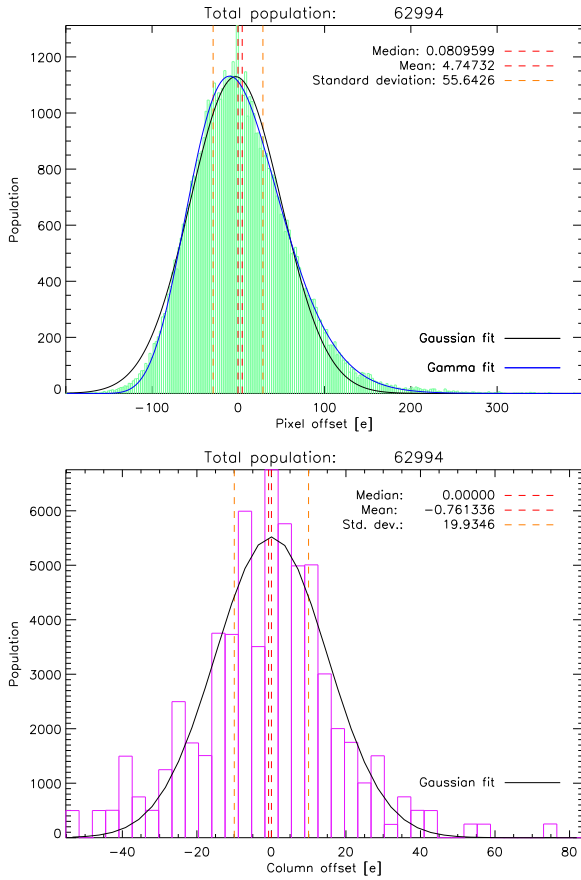 Total population: 62994
Median: 0.0809599
Mean: 4.74732
Standard deviation: 55.6426
1200
1000
800
600
400
200
0
Population
Gaussian fit
Gamma fit
−100 0 100 200 300
Pixel offset [e]
Total population: 62994
Median: 0.00000
Mean: −0.761336
Std. dev.: 19.9346
6000
5000
4000
3000
2000
1000
0
Population
Gaussian fit
−40 −20 0 20 40 60 80
Column offset [e]